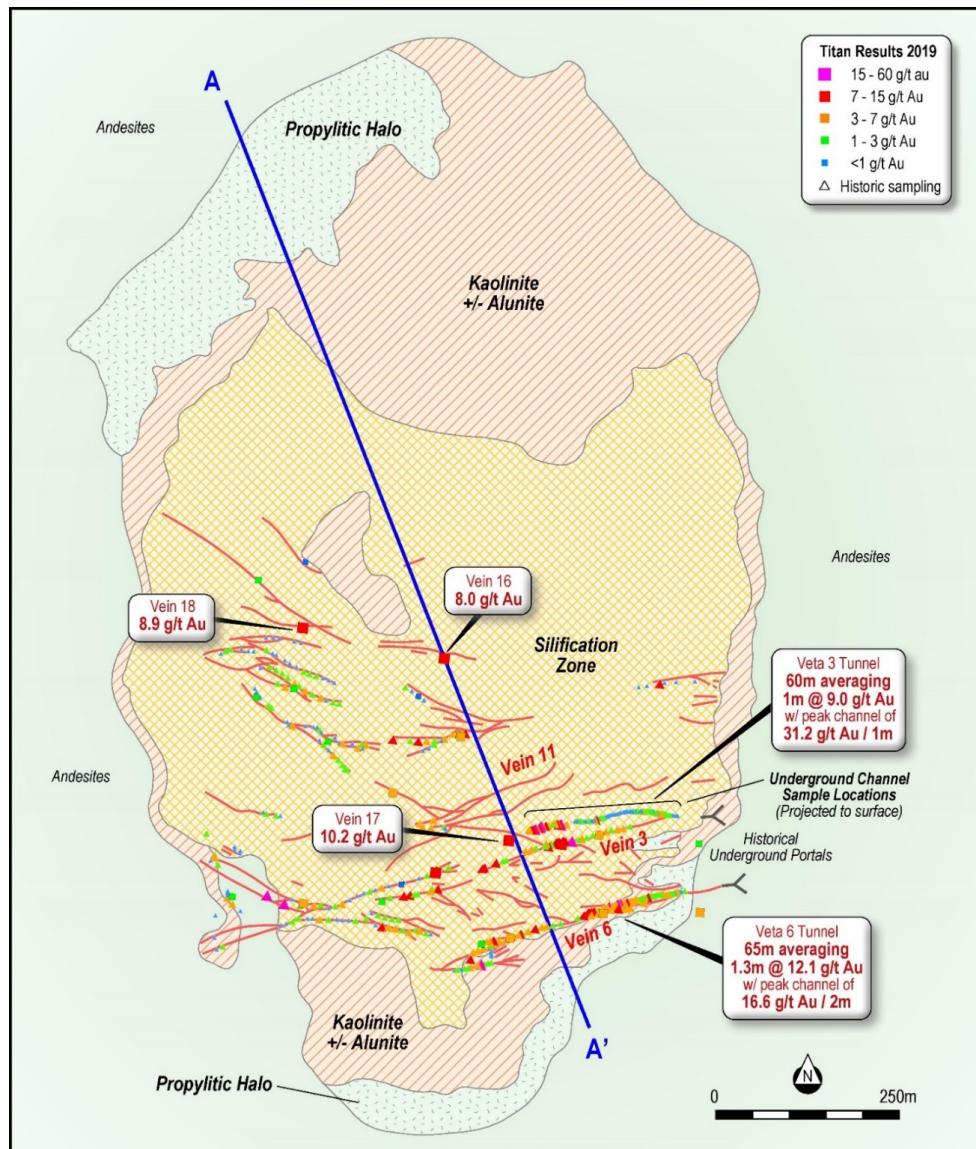 Titan Results 2019
15 - 60 g/t au
7 - 15 g/t Au
3 - 7 g/t Au
1 - 3 g/t Au
<1 g/t Au
Historic sampling
A
Andesites
Propylitic Halo
Kaolinite
+/- Alunite
Andesites
Vein 16
8.0 g/t Au
Vein 18
8.9 g/t Au
Silification
Zone
Veta 3 Tunnel
60m averaging
1m @ 9.0 g/t Au
w/ peak channel of
31.2 g/t Au / 1m
Vein 11
Andesites
Underground Channel
Sample Locations
(Projected to surface)
Vein 17
10.2 g/t Au
Vein 3
Historical
Underground Portals
Vein 6
Veta 6 Tunnel
65m averaging
1.3m @ 12.1 g/t Au
w/ peak channel of
16.6 g/t Au / 2m
Kaolinite
+/- Alunite
A'
Propylitic Halo
N
0 250m